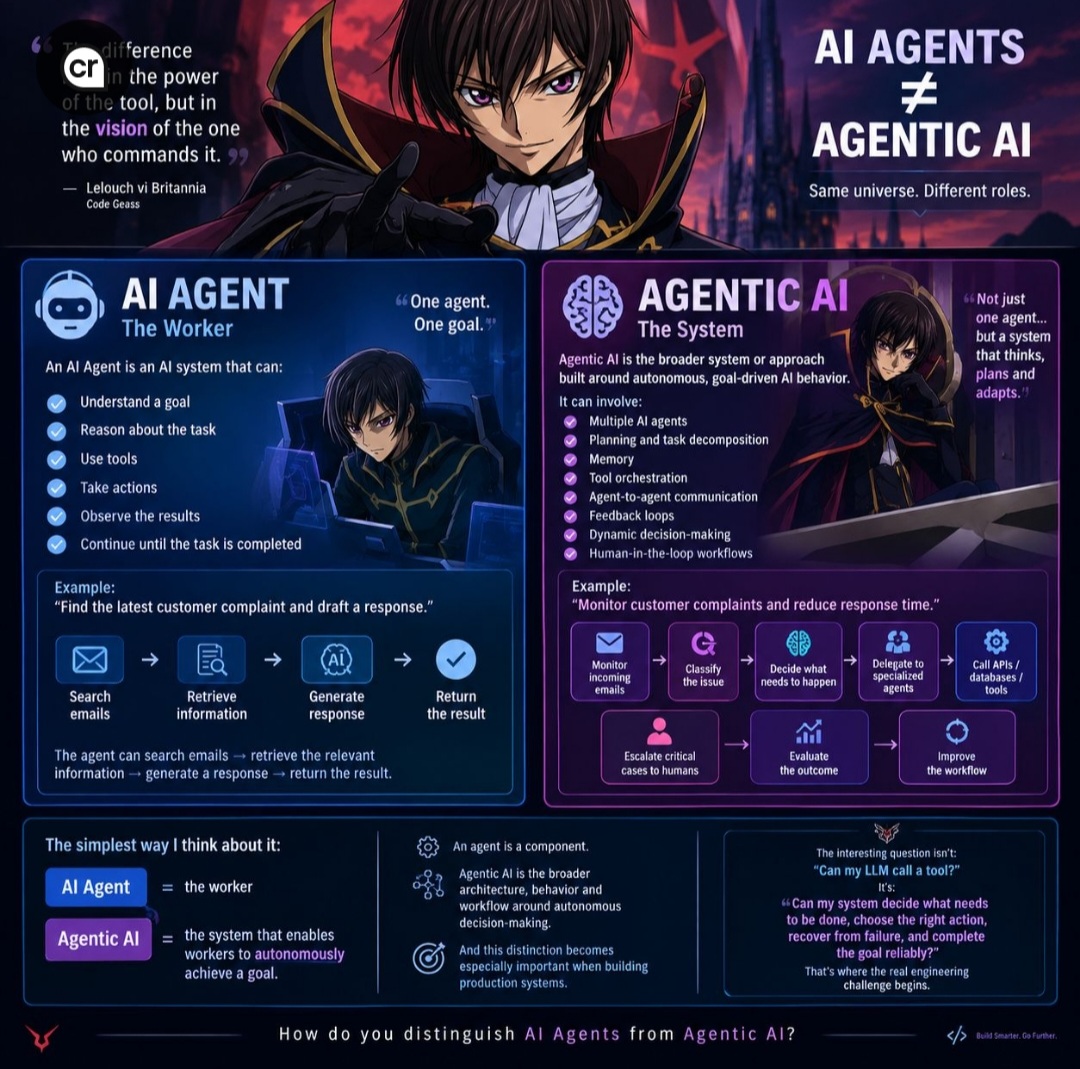 “ The difference
in the power
of the tool, but in
the vision of the one
who commands it. ”
— Lelouch vi Britannia
Code Geass
cr
AI AGENTS
≠
AGENTIC AI
Same universe. Different roles.
AI AGENT
The Worker
“One agent.
One goal.”
An AI Agent is an AI system that can:
Understand a goal
Reason about the task
Use tools
Take actions
Observe the results
Continue until the task is completed
Example:
“Find the latest customer complaint and draft a response.”
Search
emails
→
Retrieve
information
→
AI
Generate
response
→
Return
the result
The agent can search emails → retrieve the relevant
information → generate a response → return the result.
AGENTIC AI
The System
“Not just
one agent...
but a system
that thinks,
plans and
adapts.”
Agentic AI is the broader system or approach
built around autonomous, goal-driven AI behavior.
It can involve:
Multiple AI agents
Planning and task decomposition
Memory
Tool orchestration
Agent-to-agent communication
Feedback loops
Dynamic decision-making
Human-in-the-loop workflows
Example:
“Monitor customer complaints and reduce response time.”
Monitor
incoming
emails
→
Classify
the issue
→
Decide what
needs to happen
→
Delegate to
specialized
agents
→
Call APIs /
databases /
tools
Escalate critical
cases to humans
→
Evaluate
the outcome
→
Improve
the workflow
The simplest way I think about it:
AI Agent = the worker
Agentic AI = the system that enables
workers to autonomously
achieve a goal.
An agent is a component.
Agentic AI is the broader
architecture, behavior and
workflow around autonomous
decision-making.
And this distinction becomes
especially important when building
production systems.
The interesting question isn't:
“Can my LLM call a tool?”
It's:
“Can my system decide what needs
to be done, choose the right action,
recover from failure, and complete
the goal reliably?”
That's where the real engineering
challenge begins.
How do you distinguish AI Agents from Agentic AI?
</> Build Smarter. Go Further.